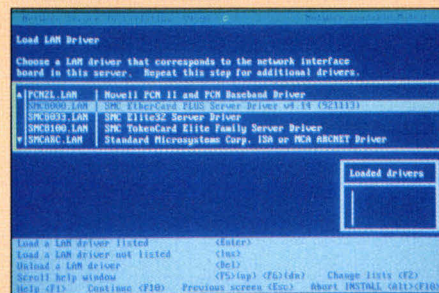 Load LAN Driver
Choose a LAN driver that corresponds to the network interface
board in this server. Repeat this step for additional drivers.
▲ PCN2L.LAN | Novell PCN II and PCN Baseband Driver
SMC8000.LAN | SMC EtherCard PLUS Server Driver v4.14 (521113)
SMC8033.LAN | SMC Elite32 Server Driver
SMC8100.LAN | SMC TokenCard Elite Family Server Driver
▼ SMCARC.LAN | Standard Microsystems Corp. ISA or MCA ARCNET Driver
Loaded drivers
Load a LAN driver listed <Enter>
Load a LAN driver not listed <Ins>
Unload a LAN driver <Del>
Scroll help window <F5>(up) <F6>(dn) Change lists <F2>
Help <F1> Continue <F10> Previous screen <Esc> Abort INSTALL <Alt><F10>